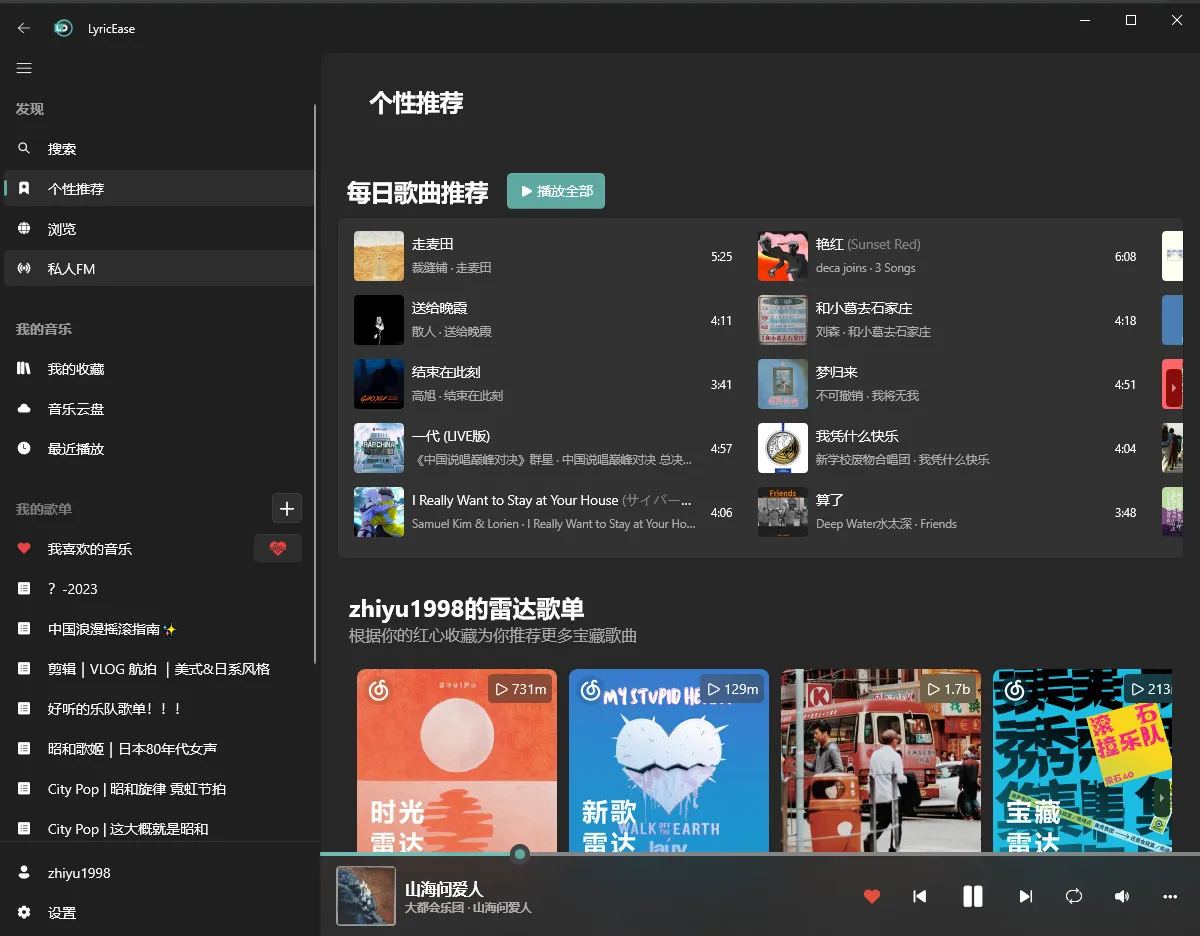 LyricEase
发现
搜索
个性推荐
浏览
私人FM
我的音乐
我的收藏
音乐云盘
最近播放
我的歌单
我喜欢的音乐
？-2023
中国浪漫摇滚指南✨
剪辑 | VLOG 航拍 ｜美式&日系风格
好听的乐队歌单！！！
昭和歌姬 | 日本80年代女声
City Pop | 昭和旋律 霓虹节拍
City Pop | 这大概就是昭和
zhiyu1998
设置
个性推荐
每日歌曲推荐
播放全部
走麦田
裁缝铺 · 走麦田
5:25
送给晚霞
散人 · 送给晚霞
4:11
结束在此刻
高旭 · 结束在此刻
3:41
一代 (LIVE版)
《中国说唱巅峰对决》群星 · 中国说唱巅峰对决 总决...
4:57
I Really Want to Stay at Your House (サイバー...
Samuel Kim & Lorien · I Really Want to Stay at Your Ho...
4:06
艳红 (Sunset Red)
deca joins · 3 Songs
6:08
和小葛去石家庄
刘森 · 和小葛去石家庄
4:18
梦归来
不可撤销 · 我将无我
4:51
我凭什么快乐
新学校废物合唱团 · 我凭什么快乐
4:04
Friends
算了
Deep Water水太深 · Friends
3:48
zhiyu1998的雷达歌单
根据你的红心收藏为你推荐更多宝藏歌曲
731m
时光
雷达
MY STUPID HE
129m
新歌
雷达
WALK OFF THE EARTH
lauv
1.7b
213
滚石
撞乐队
滚石40
宝藏
雷达
山海问爱人
大都会乐团 · 山海问爱人